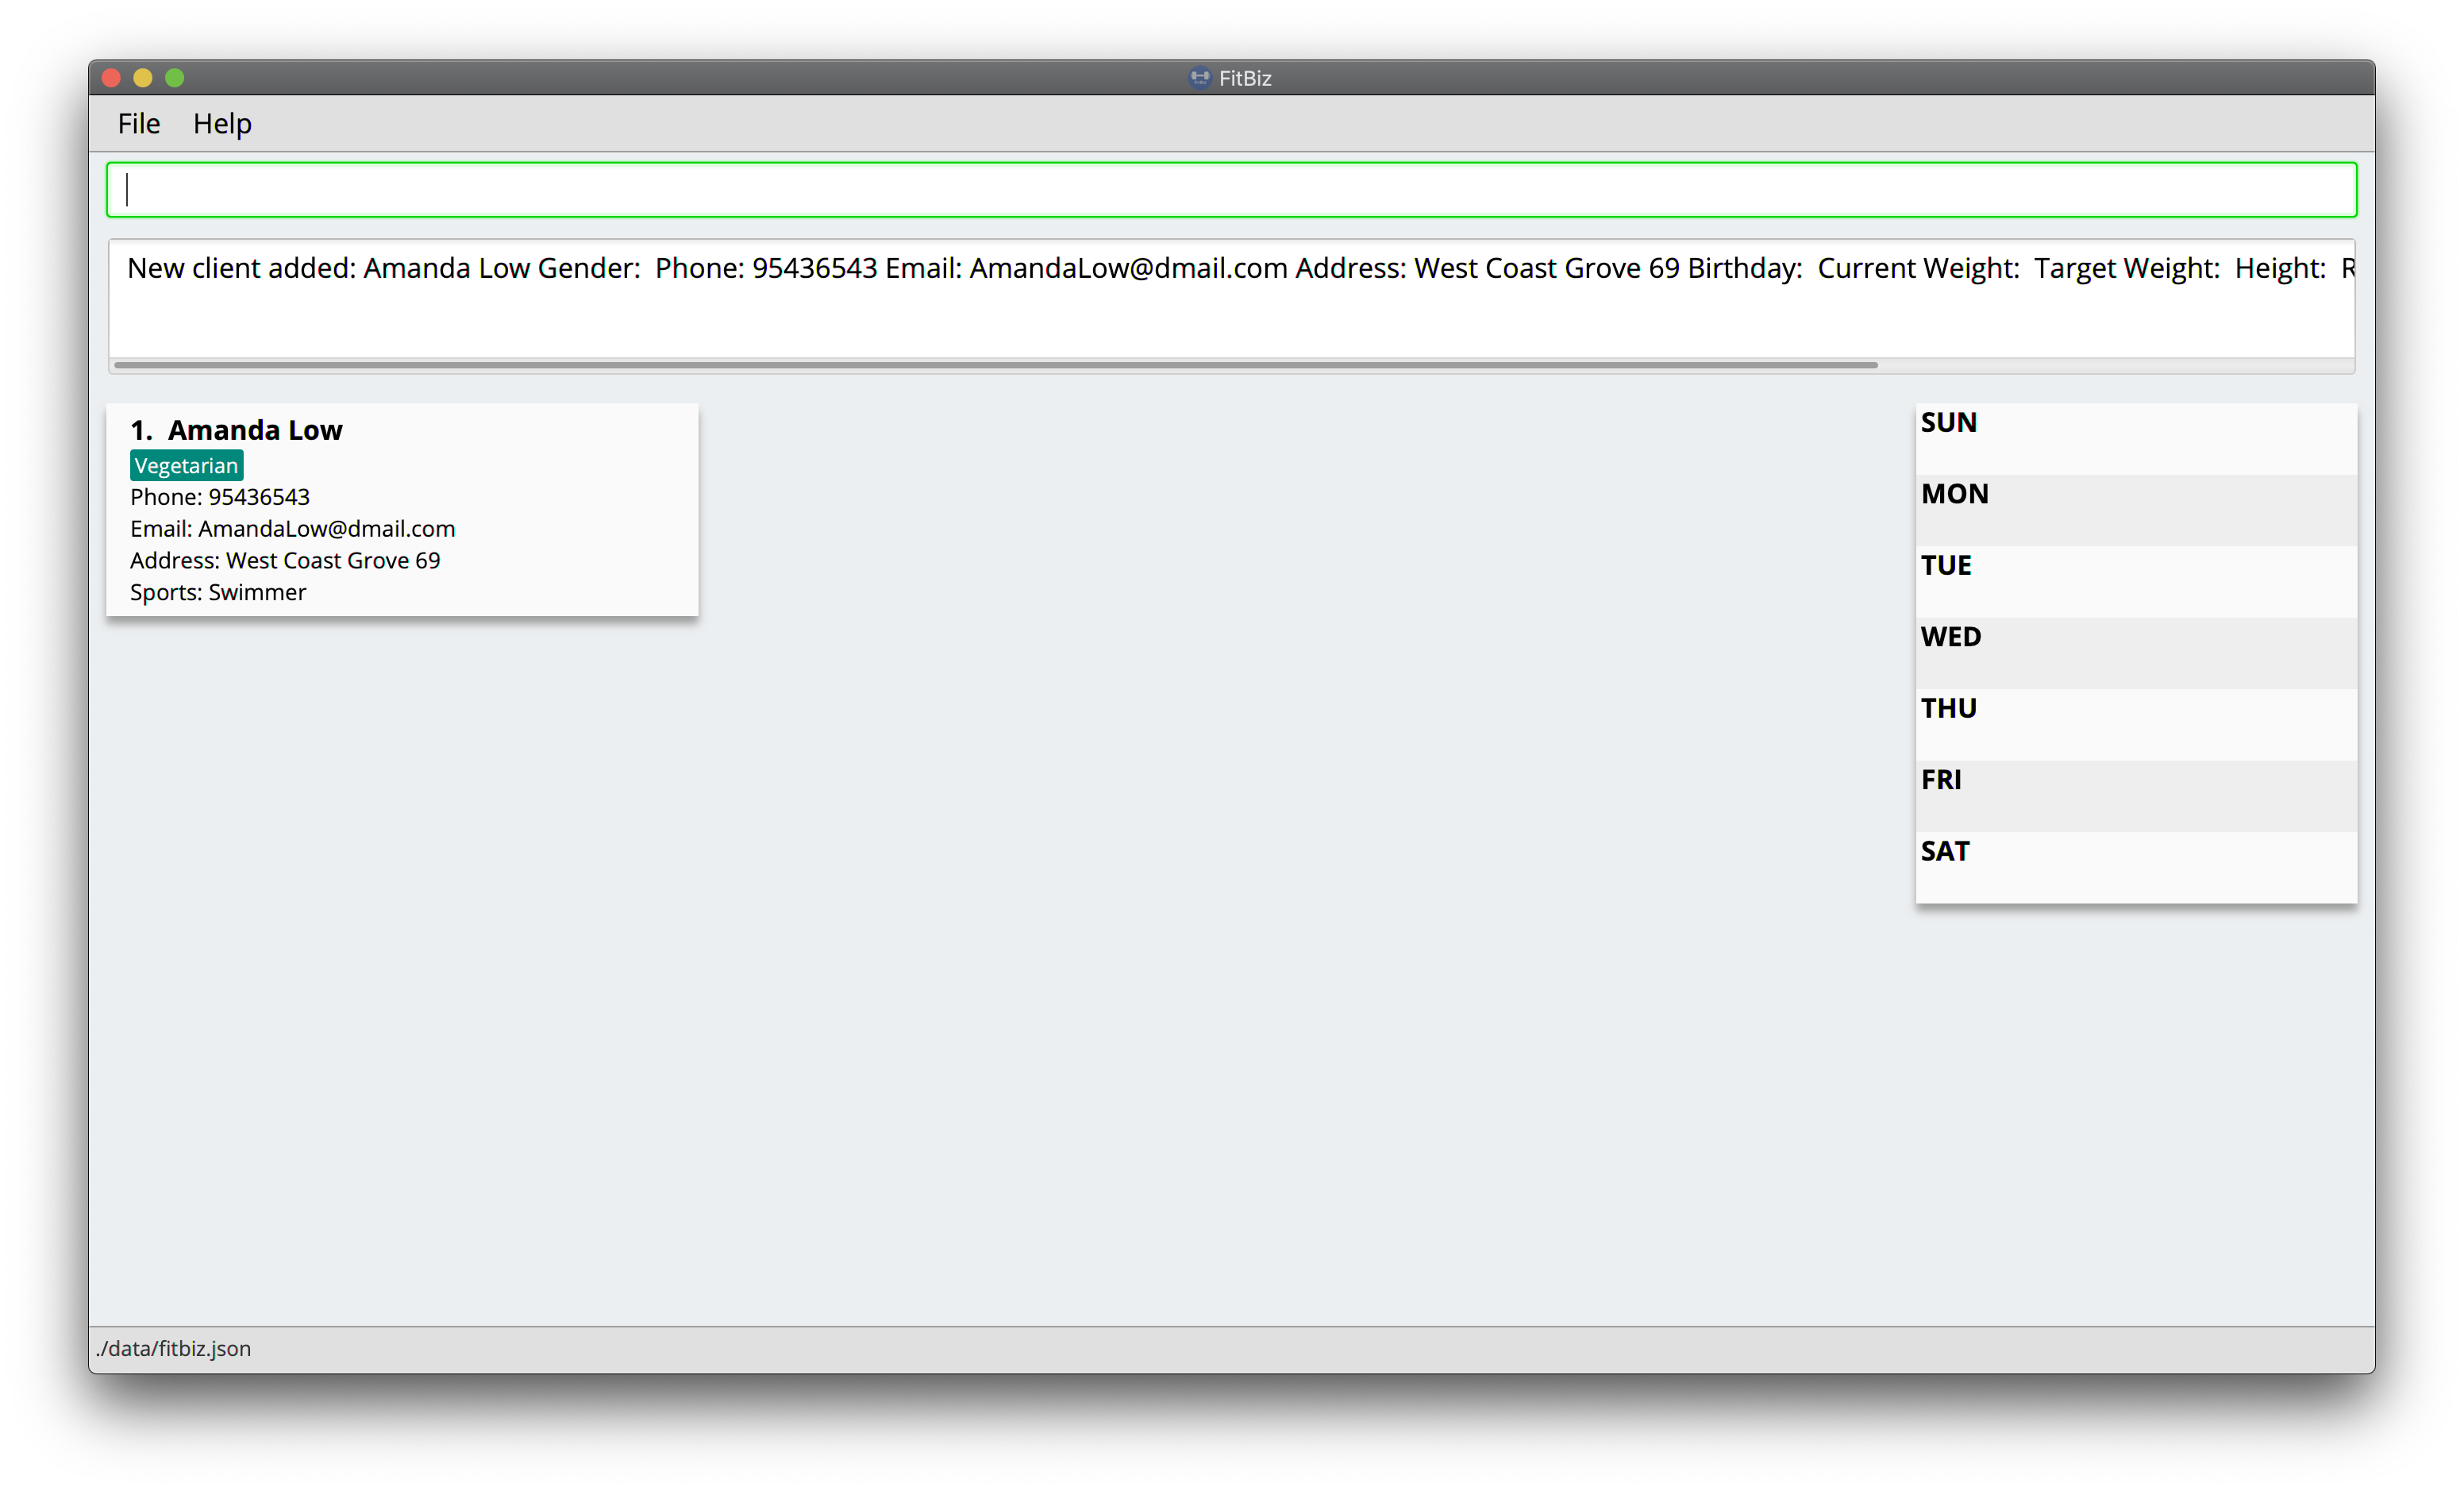 FitBiz
File Help
New client added: Amanda Low Gender:  Phone: 95436543 Email: AmandaLow@dmail.com Address: West Coast Grove 69 Birthday:  Current Weight:  Target Weight:  Height:
1. Amanda Low
Vegetarian
Phone: 95436543
Email: AmandaLow@dmail.com
Address: West Coast Grove 69
Sports: Swimmer
SUN
MON
TUE
WED
THU
FRI
SAT
./data/fitbiz.json